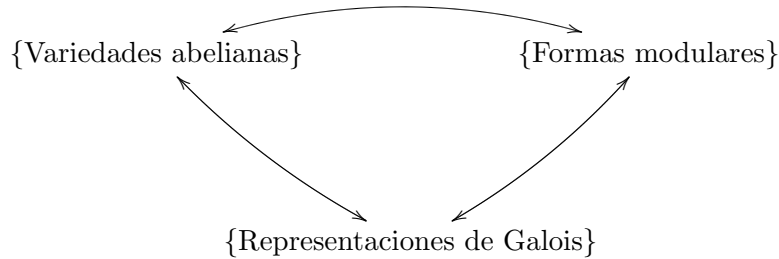 {Variedades abelianas} {Formas modulares}
{Representaciones de Galois}